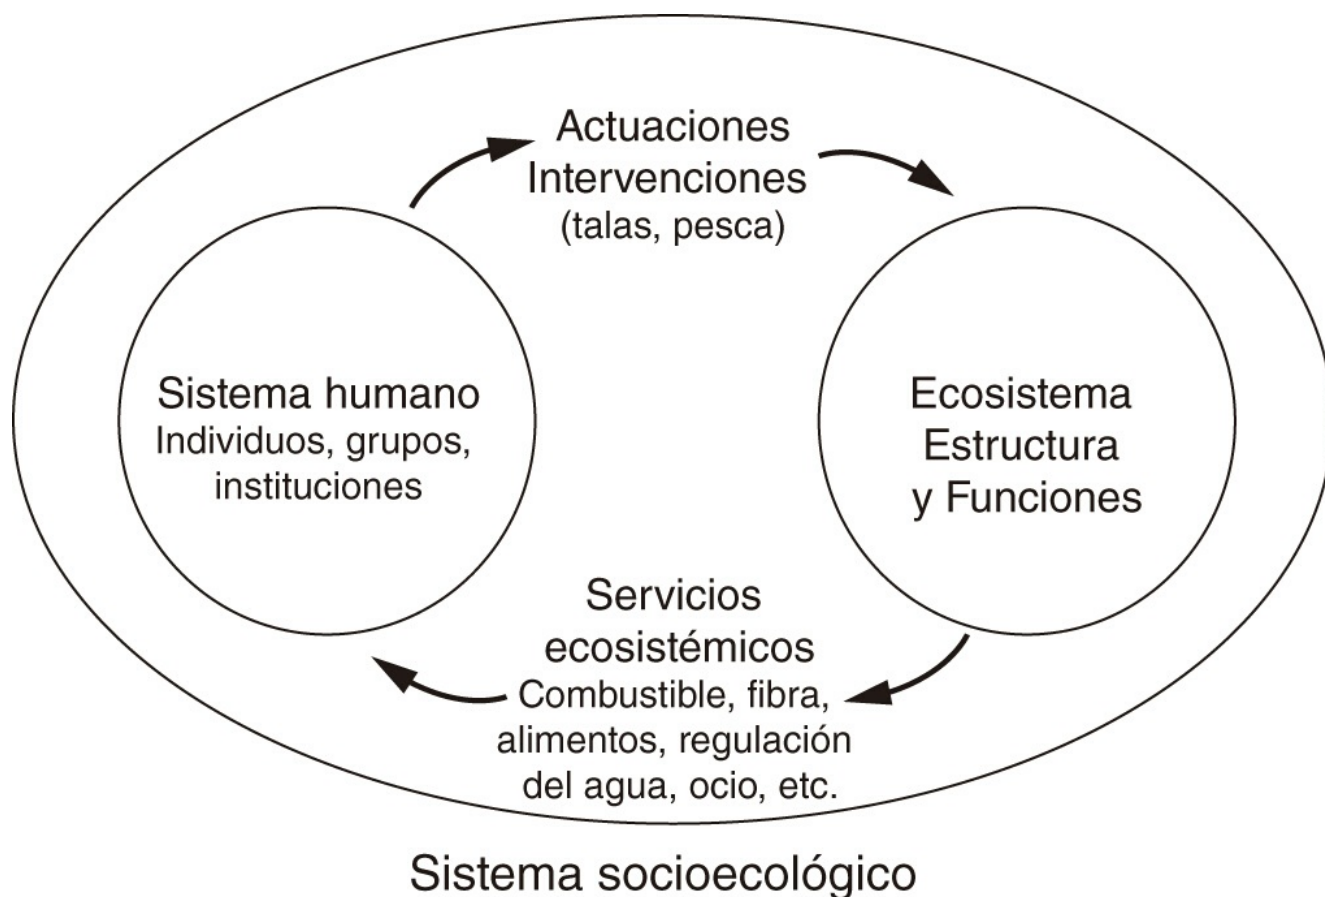 Actuaciones
Intervenciones
(talas, pesca)
Sistema humano
Individuos, grupos,
instituciones
Ecosistema
Estructura
y Funciones
Servicios
ecosistémicos
Combustible, fibra,
alimentos, regulación
del agua, ocio, etc.
Sistema socioecológico